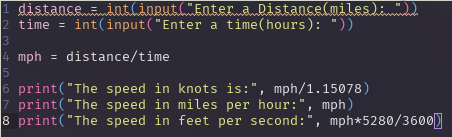 1 distance = int(input("Enter a Distance(miles): "))
2 time = int(input("Enter a time(hours): "))
3
4 mph = distance/time
5
6 print("The speed in knots is:", mph/1.15078)
7 print("The speed in miles per hour:", mph)
8 print("The speed in feet per second:", mph*5280/3600)